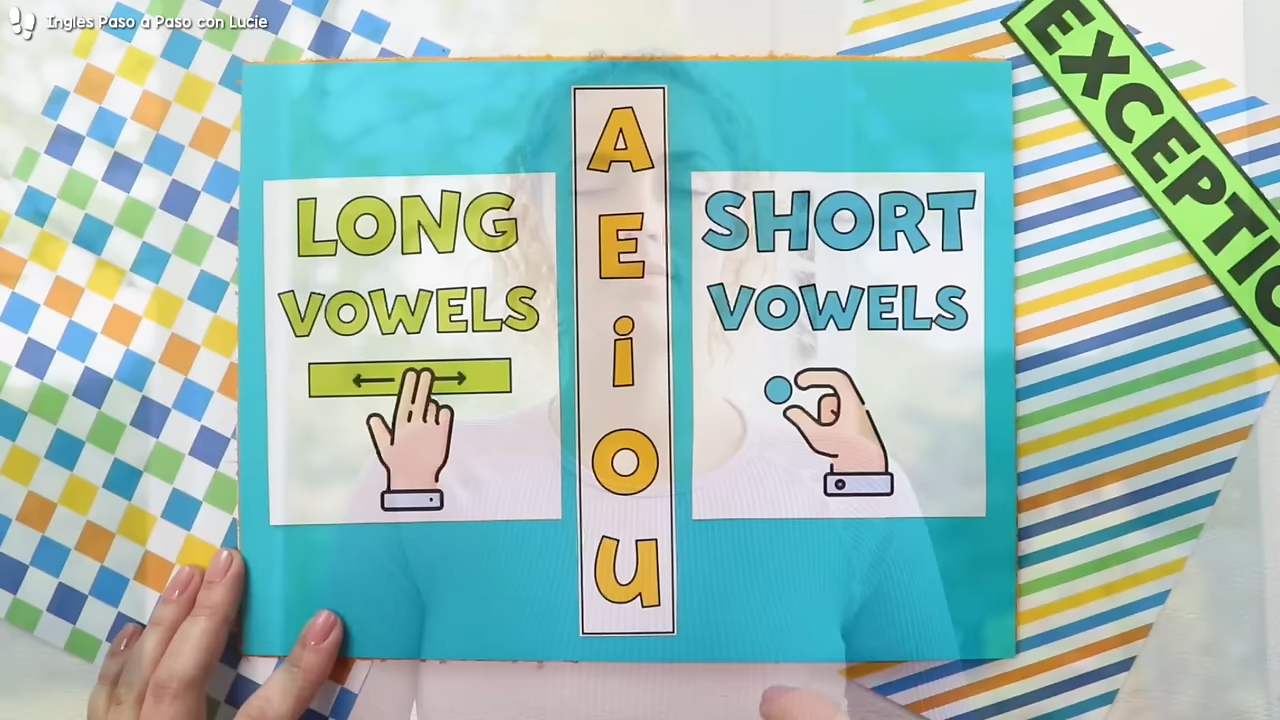 Ingles Paso a Paso con Lucie
LONG
VOWELS
A
E
i
O
U
SHORT
VOWELS
EXCEPTIO